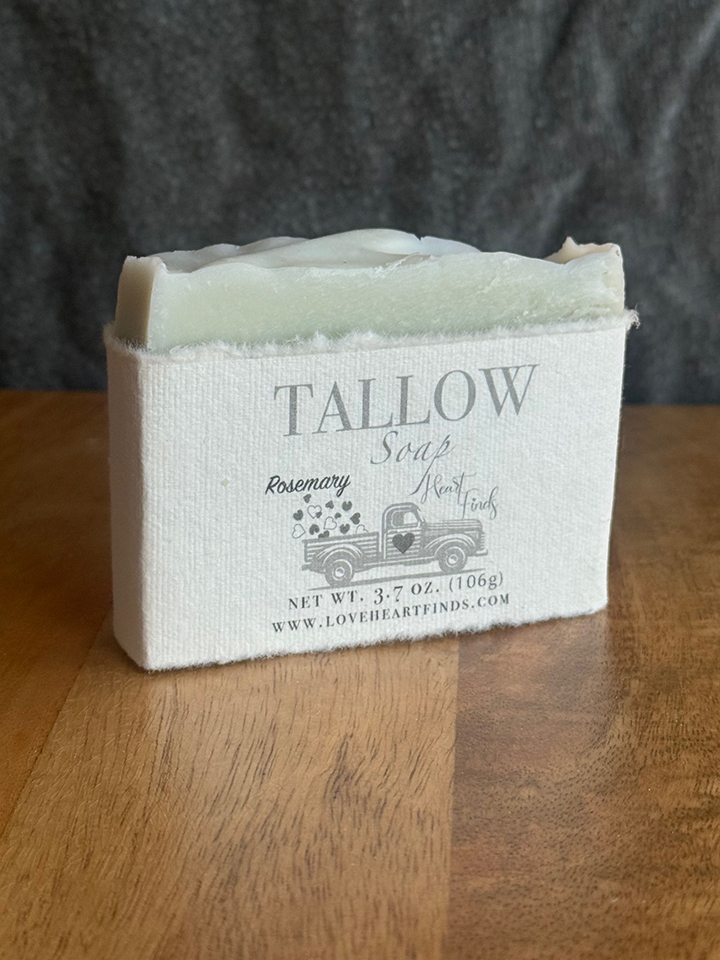 TALLOW
Soap
Rosemary
Heart
Finds
NET WT. 3.7 OZ. (106g)
WWW.LOVEHEARTFINDS.COM